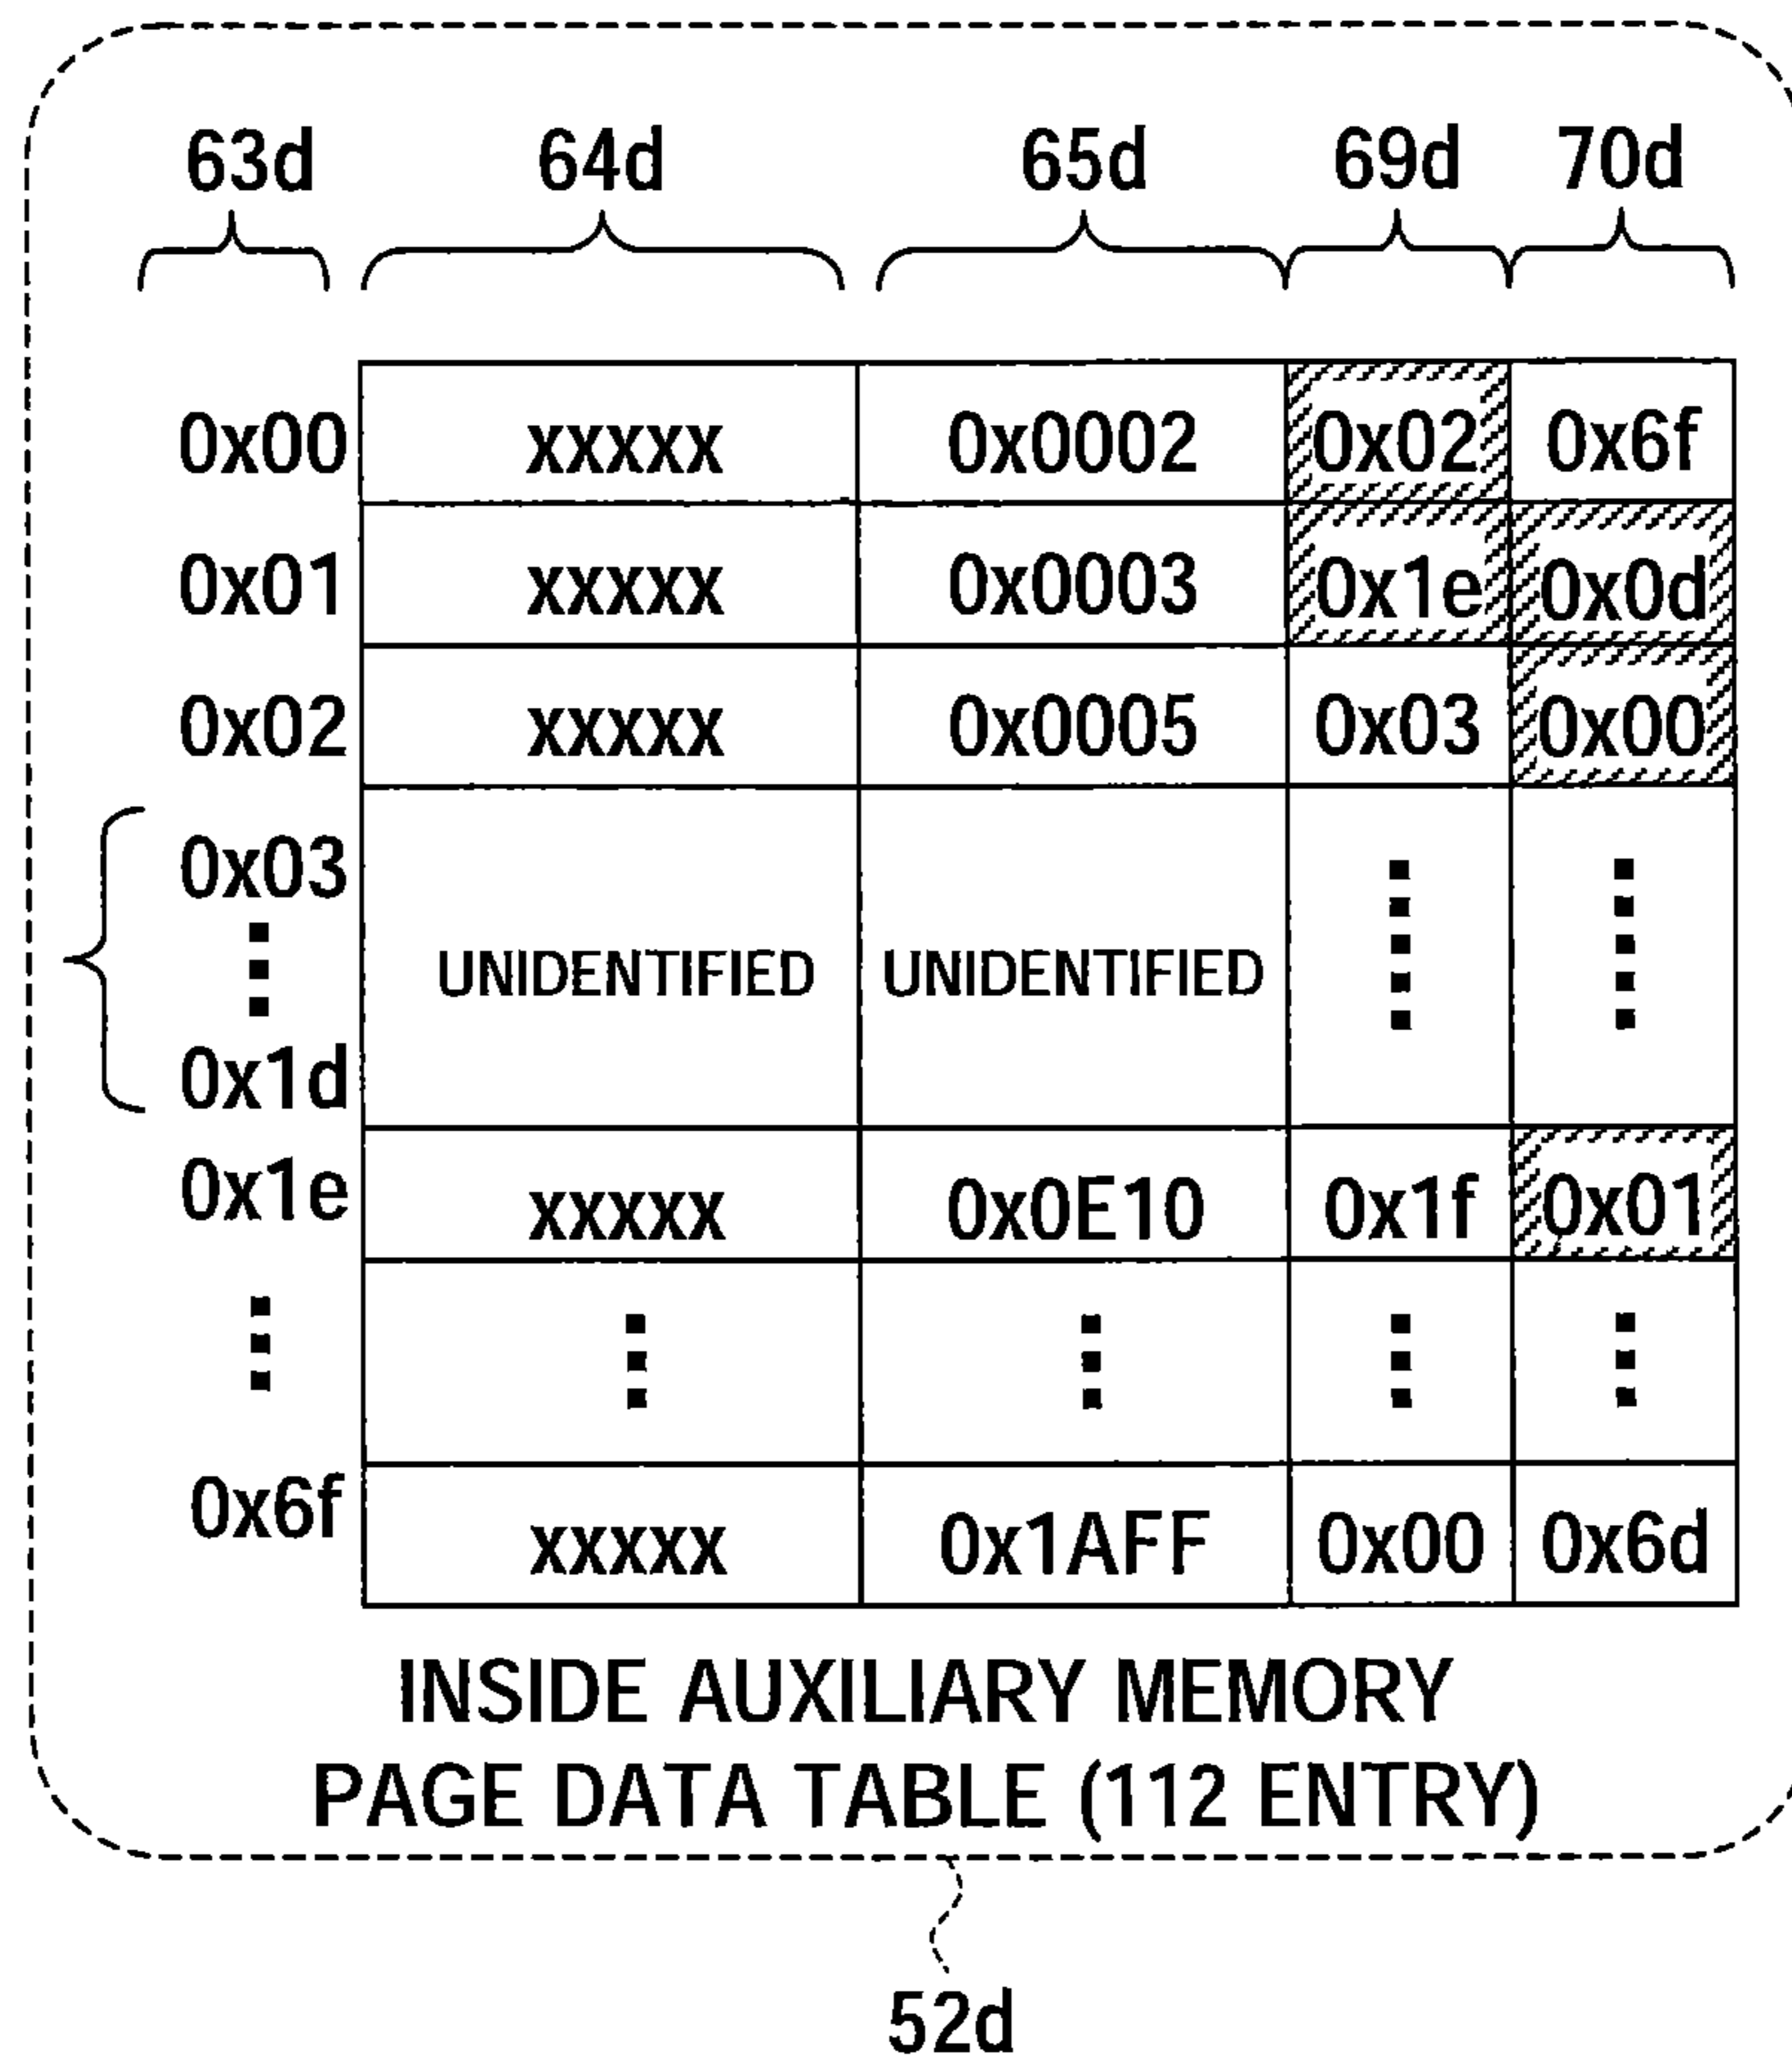 63d 64d 65d 69d 70d
0x00 xxxxx 0x0002 0x02 0x6f
0x01 xxxxx 0x0003 0x1e 0x0d
0x02 xxxxx 0x0005 0x03 0x00
0x03
UNIDENTIFIED UNIDENTIFIED
0x1d
0x1e xxxxx 0x0E10 0x1f 0x01
0x6f xxxxx 0x1AFF 0x00 0x6d
INSIDE AUXILIARY MEMORY
PAGE DATA TABLE (112 ENTRY)
52d